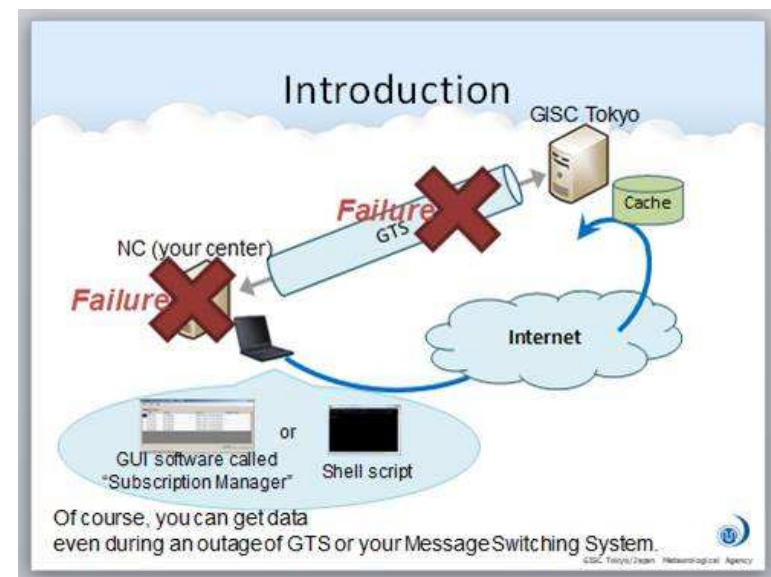 Introduction
GISC Tokyo
Cache
Failure
GTS
NC (your center)
Failure
Internet
or
GUI software called
"Subscription Manager"
Shell script
Of course, you can get data
even during an outage of GTS or your Message Switching System.
GISC Tokyo/Japan Meteorological Agency